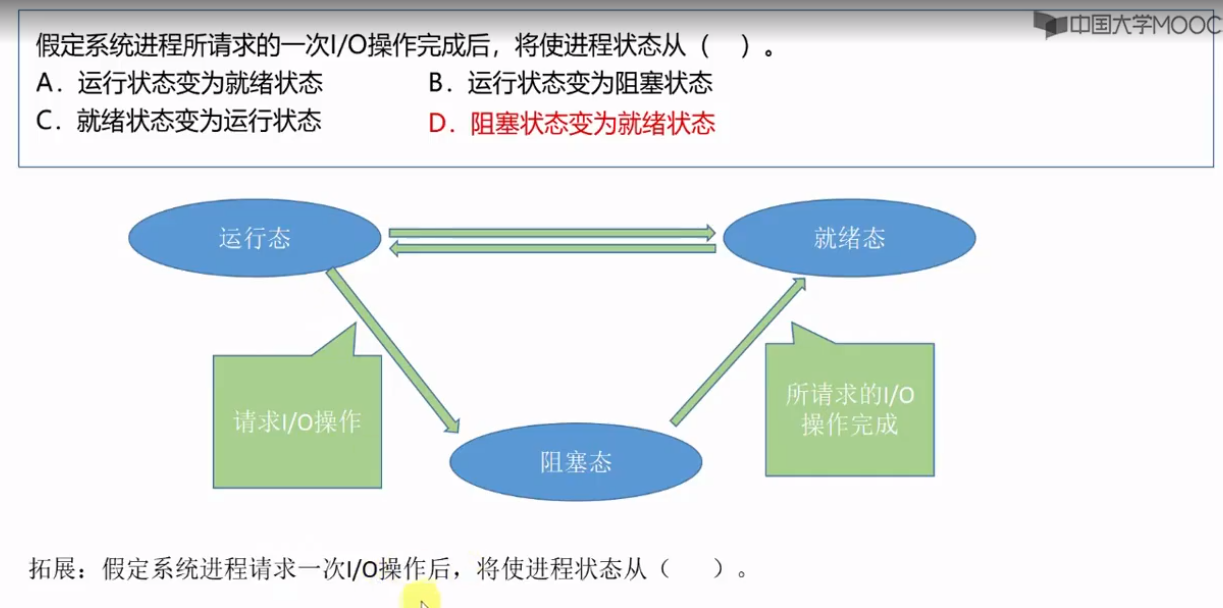 中国大学MOOC
假定系统进程所请求的一次I/O操作完成后，将使进程状态从（　）。
A．运行状态变为就绪状态　B．运行状态变为阻塞状态
C．就绪状态变为运行状态　D．阻塞状态变为就绪状态
运行态　就绪态
请求I/O操作
所请求的I/O
操作完成
阻塞态
拓展：假定系统进程请求一次I/O操作后，将使进程状态从（　）。